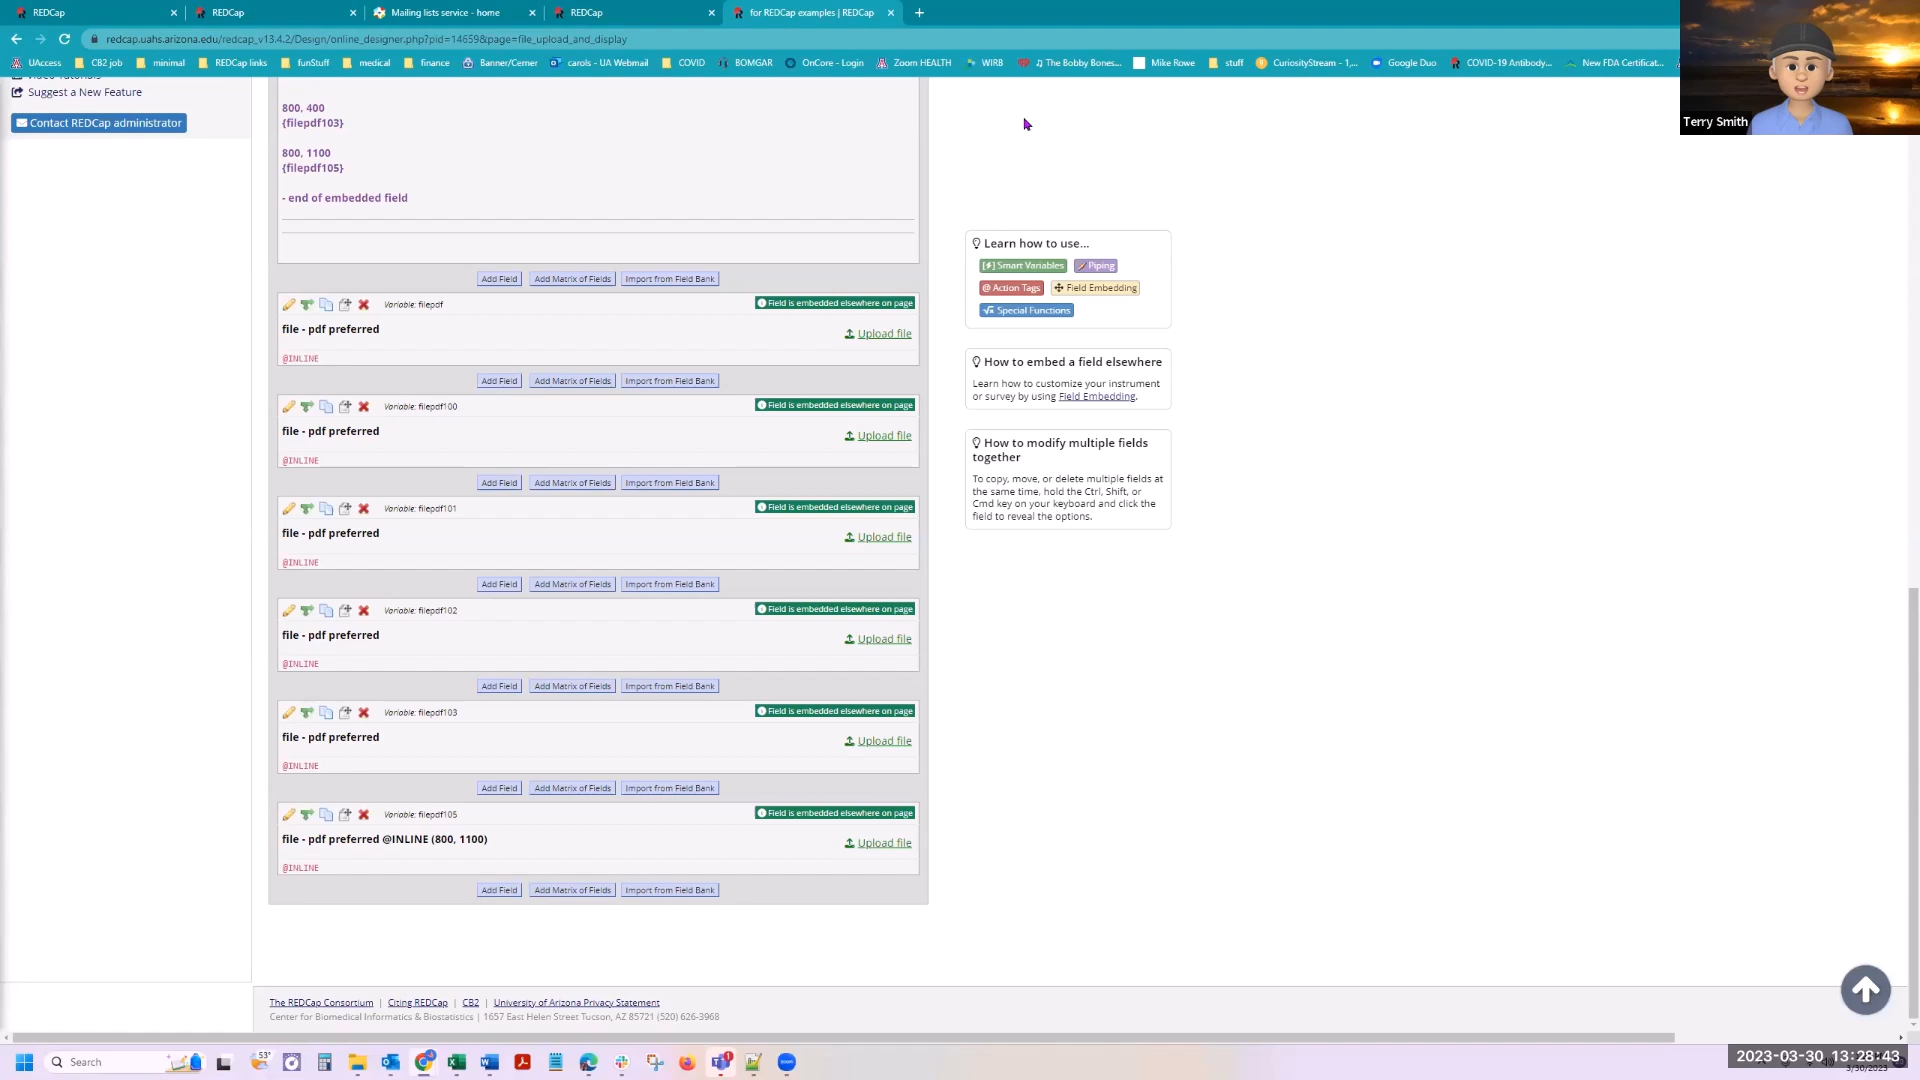 REDCap
REDCap
Mailing lists service - home
REDCap
for REDCap examples | REDCap
redcap.uahs.arizona.edu/redcap_v13.4.2/Design/online_designer.php?pid=14659&page=file_upload_and_display
UAccess
CB2 job
minimal
REDCap links
funStuff
medical
finance
Banner/Cerner
carols - UA Webmail
COVID
BOMGAR
OnCore - Login
Zoom HEALTH
WIRB
The Bobby Bones...
Mike Rowe
stuff
CuriosityStream - 1,...
Google Duo
COVID-19 Antibody...
New FDA Certificat...
Terry Smith
Suggest a New Feature
Contact REDCap administrator
800, 400
{filepdf103}
800, 1100
{filepdf105}
- end of embedded field
Add Field Add Matrix of Fields Import from Field Bank
Variable: filepdf
Field is embedded elsewhere on page
file - pdf preferred
Upload file
@INLINE
Add Field Add Matrix of Fields Import from Field Bank
Variable: filepdf100
Field is embedded elsewhere on page
file - pdf preferred
Upload file
@INLINE
Add Field Add Matrix of Fields Import from Field Bank
Variable: filepdf101
Field is embedded elsewhere on page
file - pdf preferred
Upload file
@INLINE
Add Field Add Matrix of Fields Import from Field Bank
Variable: filepdf102
Field is embedded elsewhere on page
file - pdf preferred
Upload file
@INLINE
Add Field Add Matrix of Fields Import from Field Bank
Variable: filepdf103
Field is embedded elsewhere on page
file - pdf preferred
Upload file
@INLINE
Add Field Add Matrix of Fields Import from Field Bank
Variable: filepdf105
Field is embedded elsewhere on page
file - pdf preferred @INLINE (800, 1100)
Upload file
@INLINE
Add Field Add Matrix of Fields Import from Field Bank
Learn how to use...
Smart Variables
Piping
@ Action Tags
Field Embedding
Special Functions
How to embed a field elsewhere
Learn how to customize your instrument
or survey by using Field Embedding.
How to modify multiple fields
together
To copy, move, or delete multiple fields at
the same time, hold the Ctrl, Shift, or
Cmd key on your keyboard and click the
field to reveal the options.
The REDCap Consortium | Citing REDCap | CB2 | University of Arizona Privacy Statement
Center for Biomedical Informatics & Biostatistics | 1657 East Helen Street Tucson, AZ 85721 (520) 626-3968
Search
53°
2023-03-30 13:28:43
3/30/2023